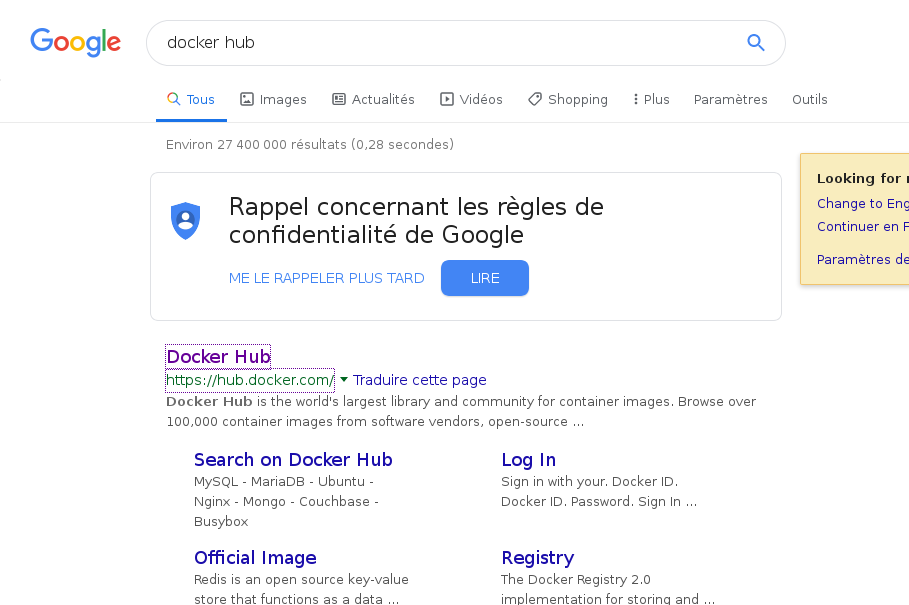 Google
docker hub
Tous Images Actualités Vidéos Shopping Plus Paramètres Outils
Environ 27 400 000 résultats (0,28 secondes)
Looking for
Change to Eng
Continuer en F
Paramètres de
Rappel concernant les règles de
confidentialité de Google
ME LE RAPPELER PLUS TARD LIRE
Docker Hub
https://hub.docker.com/ Traduire cette page
Docker Hub is the world's largest library and community for container images. Browse over
100,000 container images from software vendors, open-source ...
Search on Docker Hub
MySQL - MariaDB - Ubuntu -
Nginx - Mongo - Couchbase -
Busybox
Log In
Sign in with your. Docker ID.
Docker ID. Password. Sign In ...
Official Image
Redis is an open source key-value
store that functions as a data ...
Registry
The Docker Registry 2.0
implementation for storing and ...